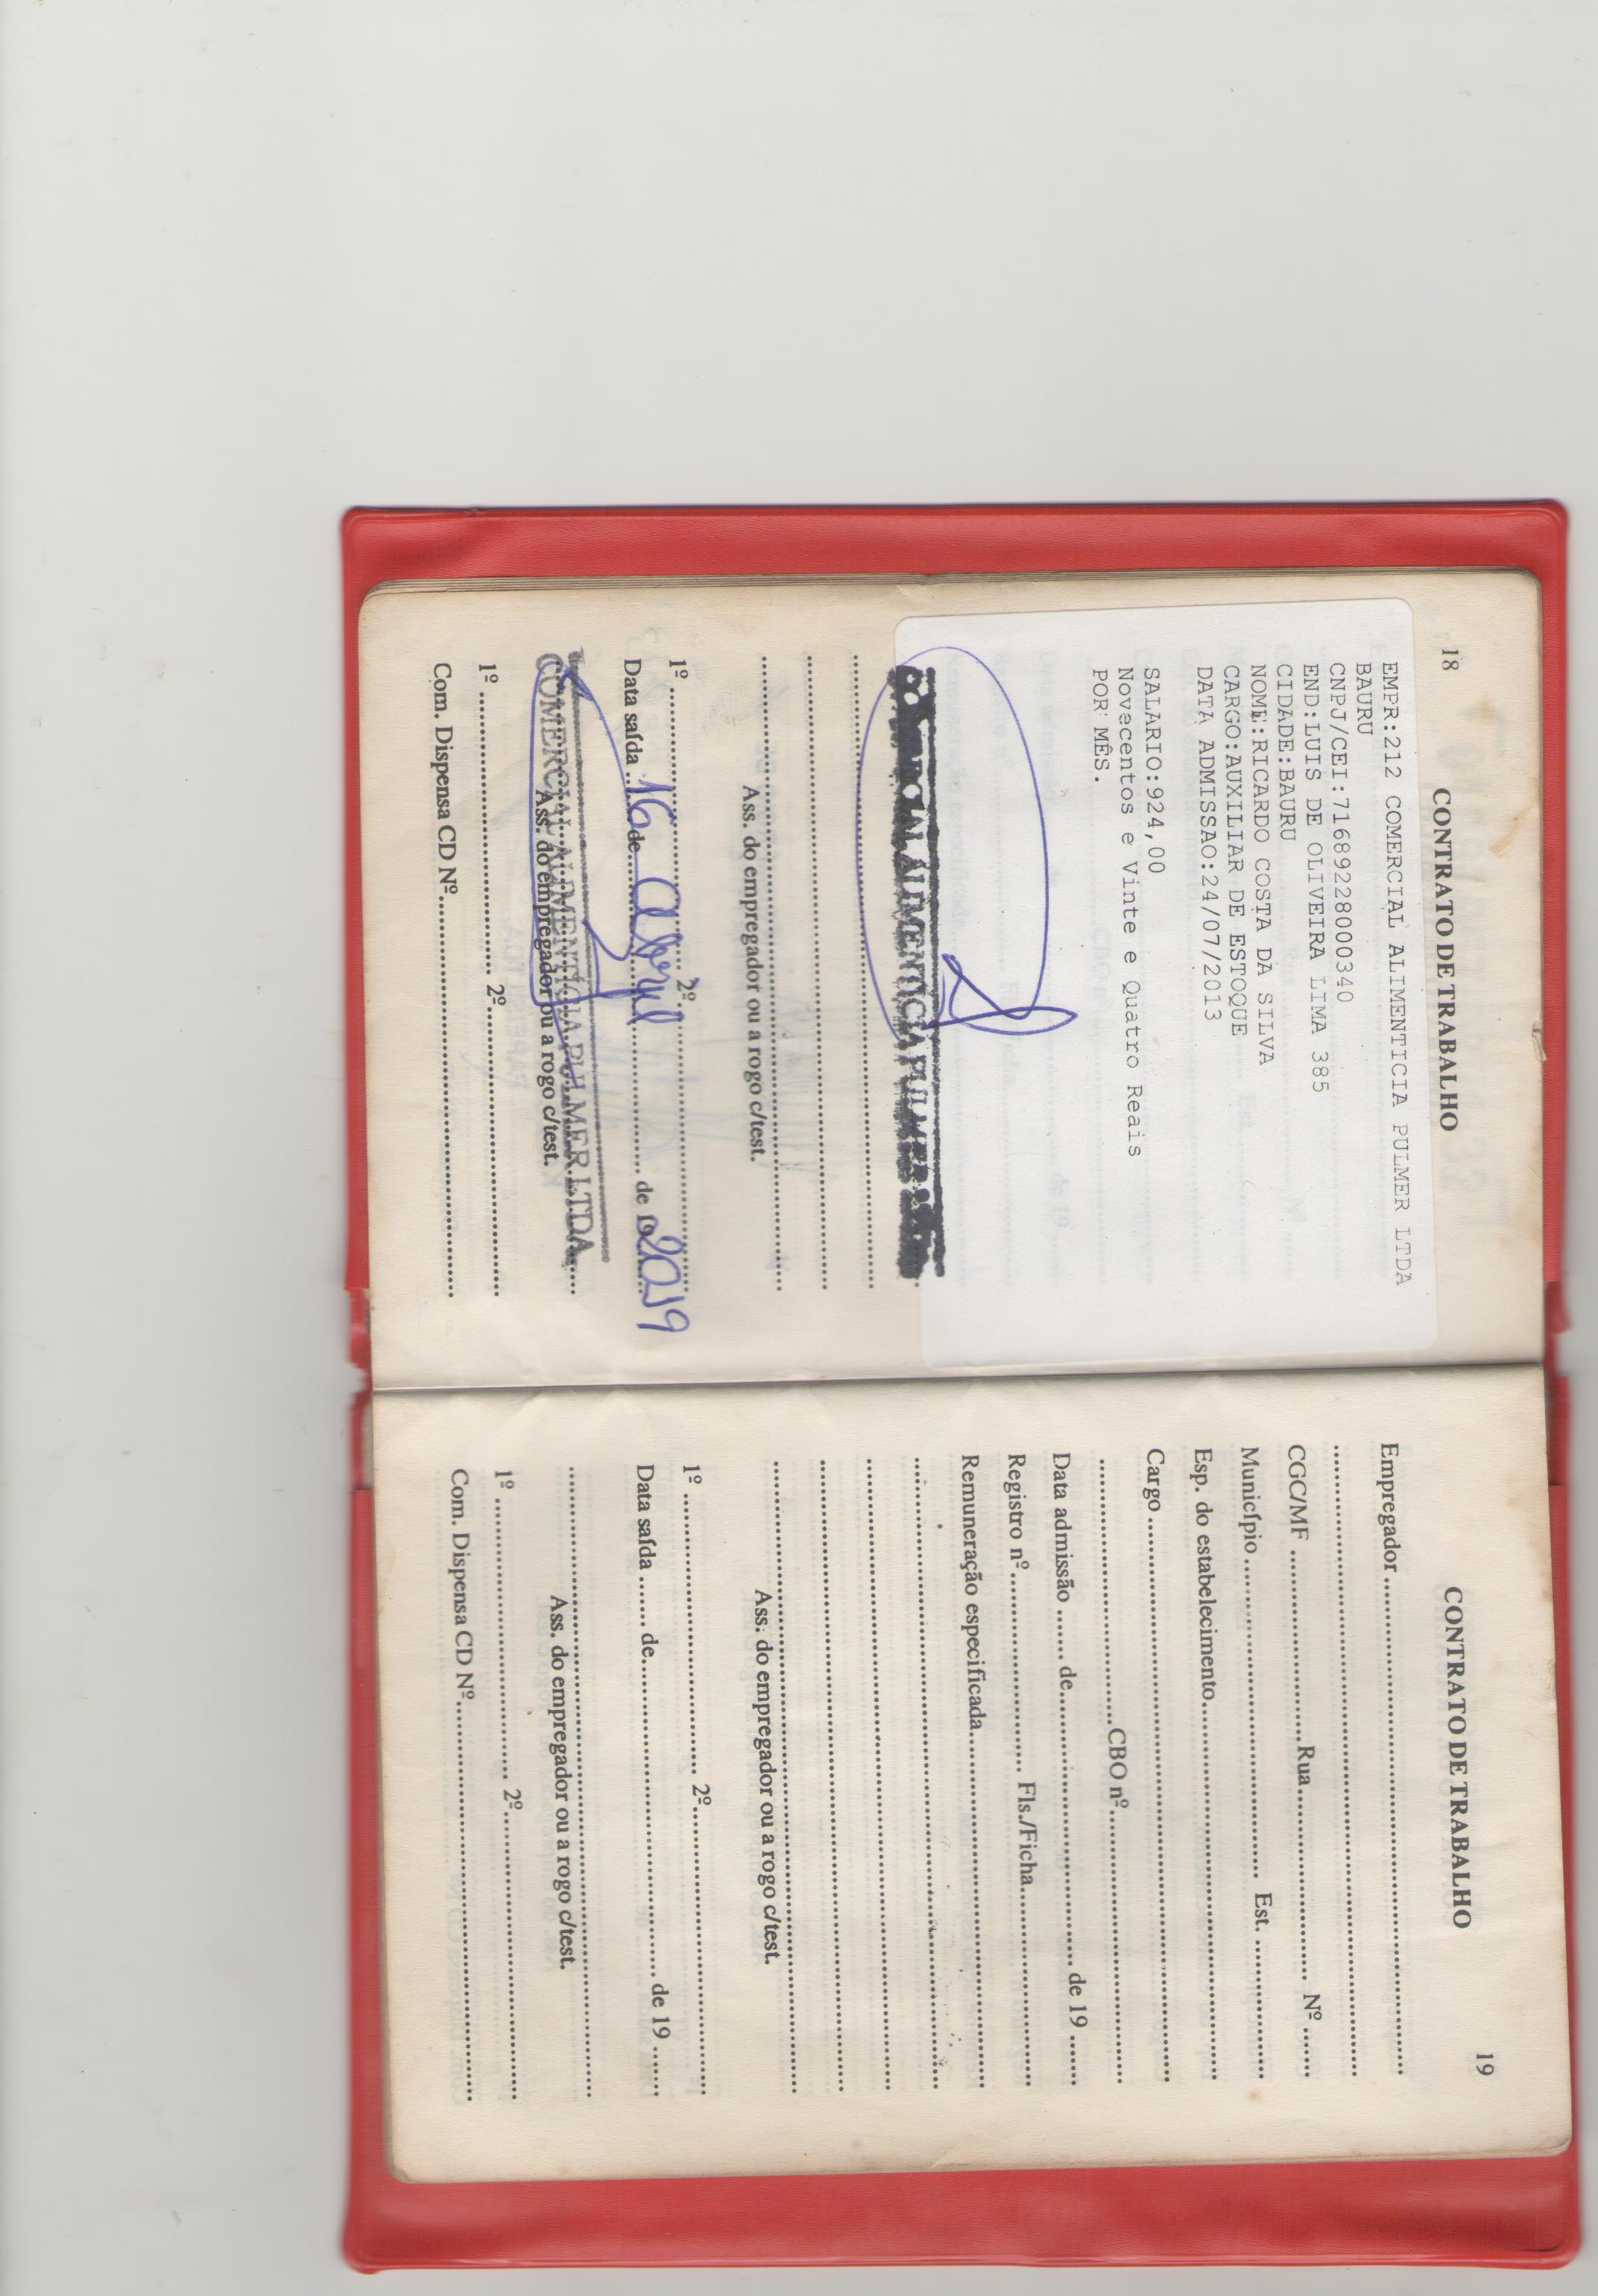 18
CONTRATO DE TRABALHO
EMPR:212 COMERCIAL ALIMENTICIA PULMER LTDA
BAURU
CNPJ/CEI:71689228000340
END:LUIS DE OLIVEIRA LIMA 385
CIDADE:BAURU
NOME:RICARDO COSTA DA SILVA
CARGO:AUXILIAR DE ESTOQUE
DATA ADMISSAO:24/07/2013
SALARIO:924,00
Novecentos e Vinte e Quatro Reais
POR MÊS.
COMERCIAL ALIMENTÍCIA PULMER
Ass. do empregador ou a rogo c/test.
1º .................... 2º ....................
Data saída 16 de Abril de 19 2019
COMERCIAL ALIMENTÍCIA PULMER LTDA
Ass. do empregador ou a rogo c/test.
1º .................... 2º ....................
Com. Dispensa CD Nº....................
19
CONTRATO DE TRABALHO
Empregador ....................
CGC/MF .................... Rua.................... Nº .......
Município .................... Est. ..............
Esp. do estabelecimento....................
Cargo ....................
....................CBO nº....................
Data admissão ...... de.................... de 19 ......
Registro nº.................... Fls./Ficha....................
Remuneração especificada....................
Ass. do empregador ou a rogo c/test.
1º .................... 2º....................
Data saída ...... de.................... de 19 ......
Ass. do empregador ou a rogo c/test.
1º .................... 2º....................
Com. Dispensa CD Nº....................